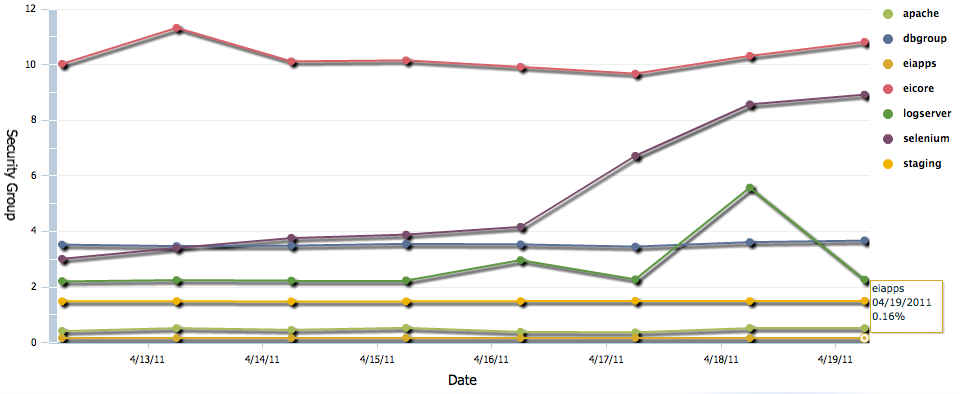 12
10
8
6
4
2
0
Security Group
4/13/11
4/14/11
4/15/11
4/16/11
4/17/11
4/18/11
4/19/11
Date
apache
dbgroup
eiapps
eicore
logserver
selenium
staging
eiapps
04/19/2011
0.16%